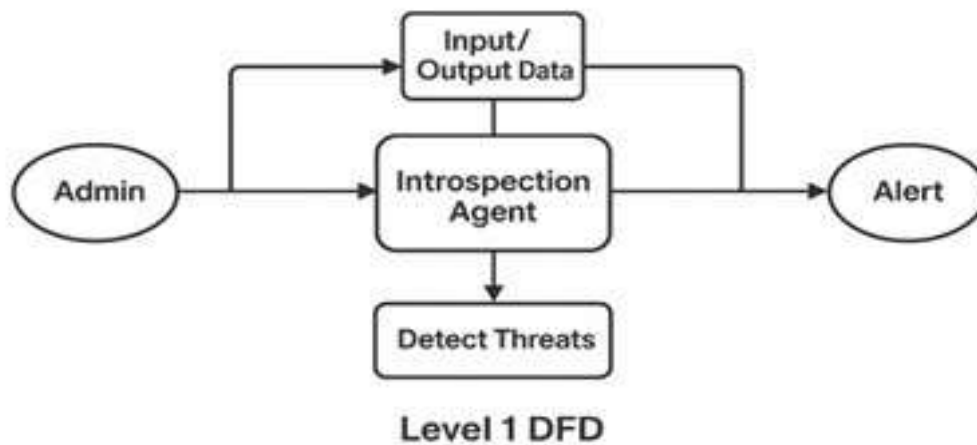 Input/
Output Data
Admin
Introspection
Agent
Alert
Detect Threats
Level 1 DFD